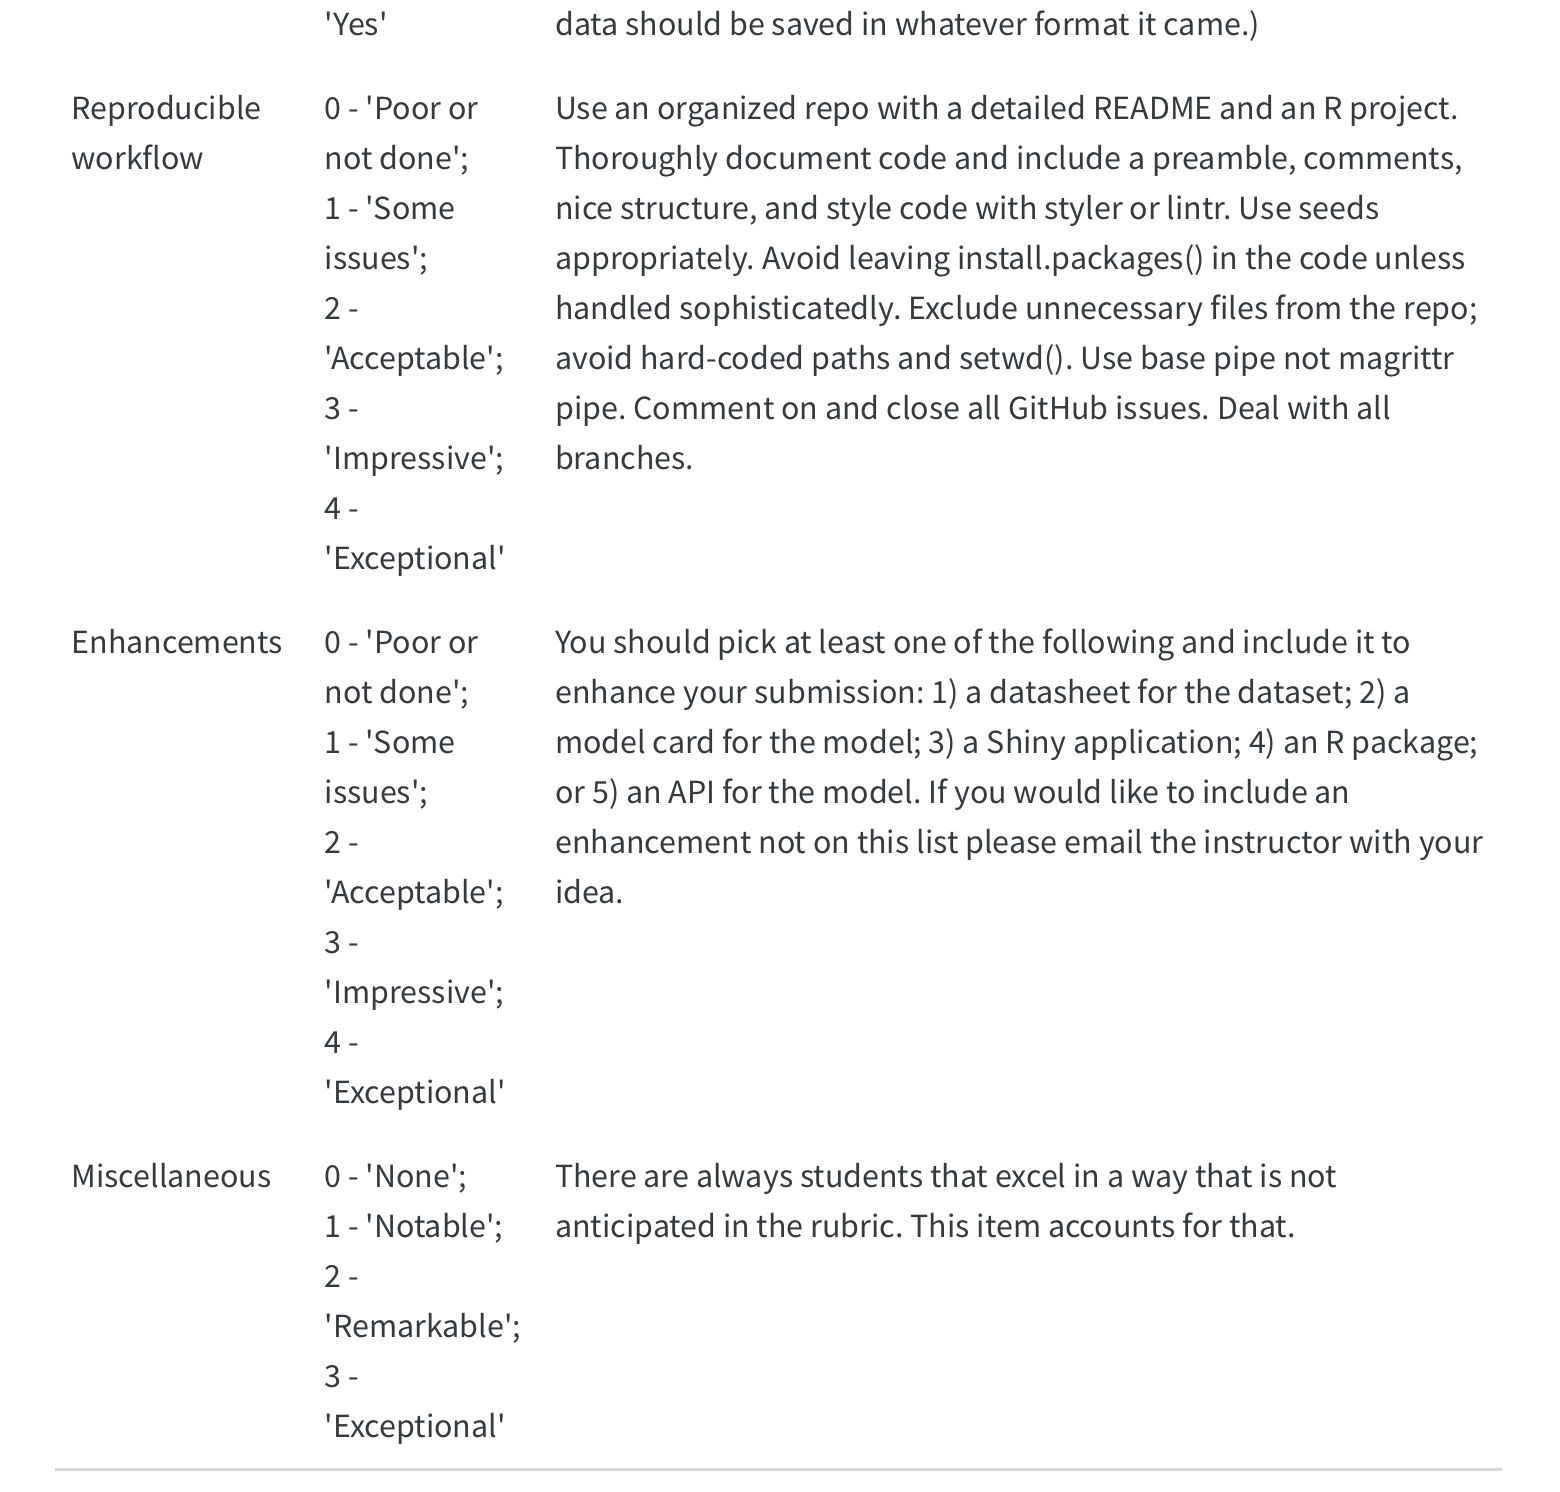 'Yes' data should be saved in whatever format it came.)
Reproducible 0 - 'Poor or Use an organized repo with a detailed README and an R project.
workflow not done'; Thoroughly document code and include a preamble, comments,
1 - 'Some nice structure, and style code with styler or lintr. Use seeds
issues'; appropriately. Avoid leaving install.packages() in the code unless
2 - handled sophisticatedly. Exclude unnecessary files from the repo;
'Acceptable'; avoid hard-coded paths and setwd(). Use base pipe not magrittr
3 - pipe. Comment on and close all GitHub issues. Deal with all
'Impressive'; branches.
4 -
'Exceptional'
Enhancements 0 - 'Poor or You should pick at least one of the following and include it to
not done'; enhance your submission: 1) a datasheet for the dataset; 2) a
1 - 'Some model card for the model; 3) a Shiny application; 4) an R package;
issues'; or 5) an API for the model. If you would like to include an
2 - enhancement not on this list please email the instructor with your
'Acceptable'; idea.
3 -
'Impressive';
4 -
'Exceptional'
Miscellaneous 0 - 'None'; There are always students that excel in a way that is not
1 - 'Notable'; anticipated in the rubric. This item accounts for that.
2 -
'Remarkable';
3 -
'Exceptional'